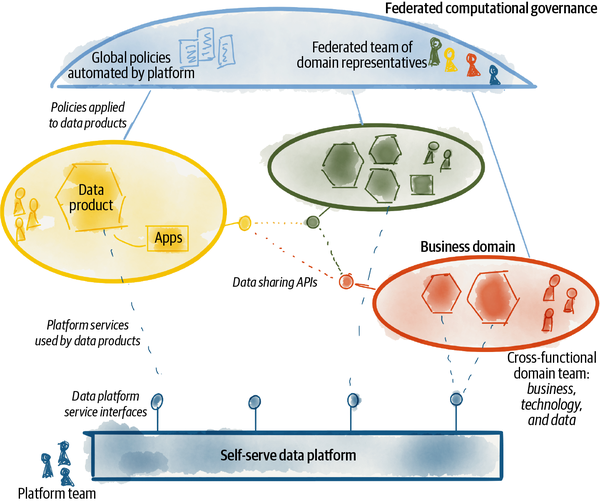 Federated computational governance
Global policies
automated by platform
Federated team of
domain representatives
Policies applied
to data products
Data
product
Apps
Business domain
Data sharing APIs
Platform services
used by data products
Cross-functional
domain team:
business,
technology,
and data
Data platform
service interfaces
Self-serve data platform
Platform team